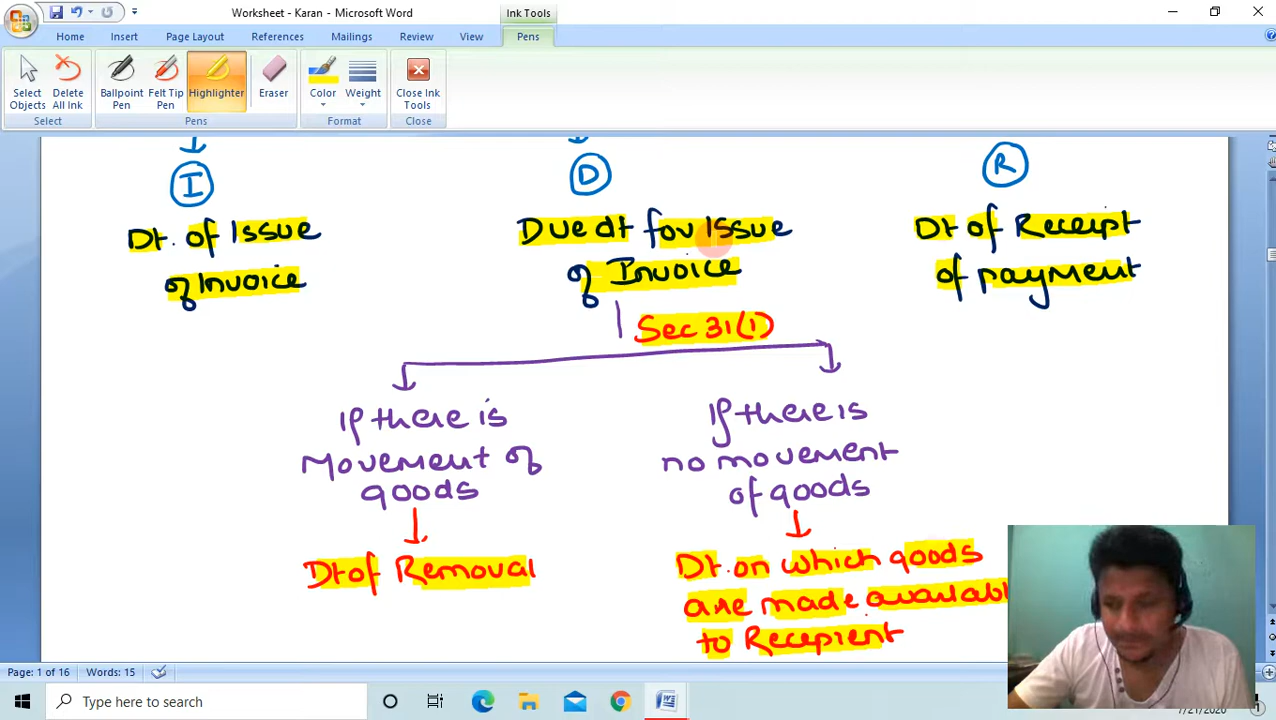 Worksheet - Karan - Microsoft Word
Ink Tools
Home Insert Page Layout References Mailings Review View Pens
Select Objects
Delete All Ink
Ballpoint Pen
Felt Tip Pen
Highlighter
Eraser
Color
Weight
Close Ink Tools
Select Pens Format Close
I D R
Dt. of Issue
of Invoice
Due dt for Issue
of Invoice
Dt of Receipt
of payment
Sec 31(1)
If there is
Movement of
goods
Dt of Removal
If there is
no movement
of goods
Dt. on which goods
are made availabl
to Recepient
Page: 1 of 16 Words: 15
Type here to search
7/21/2020